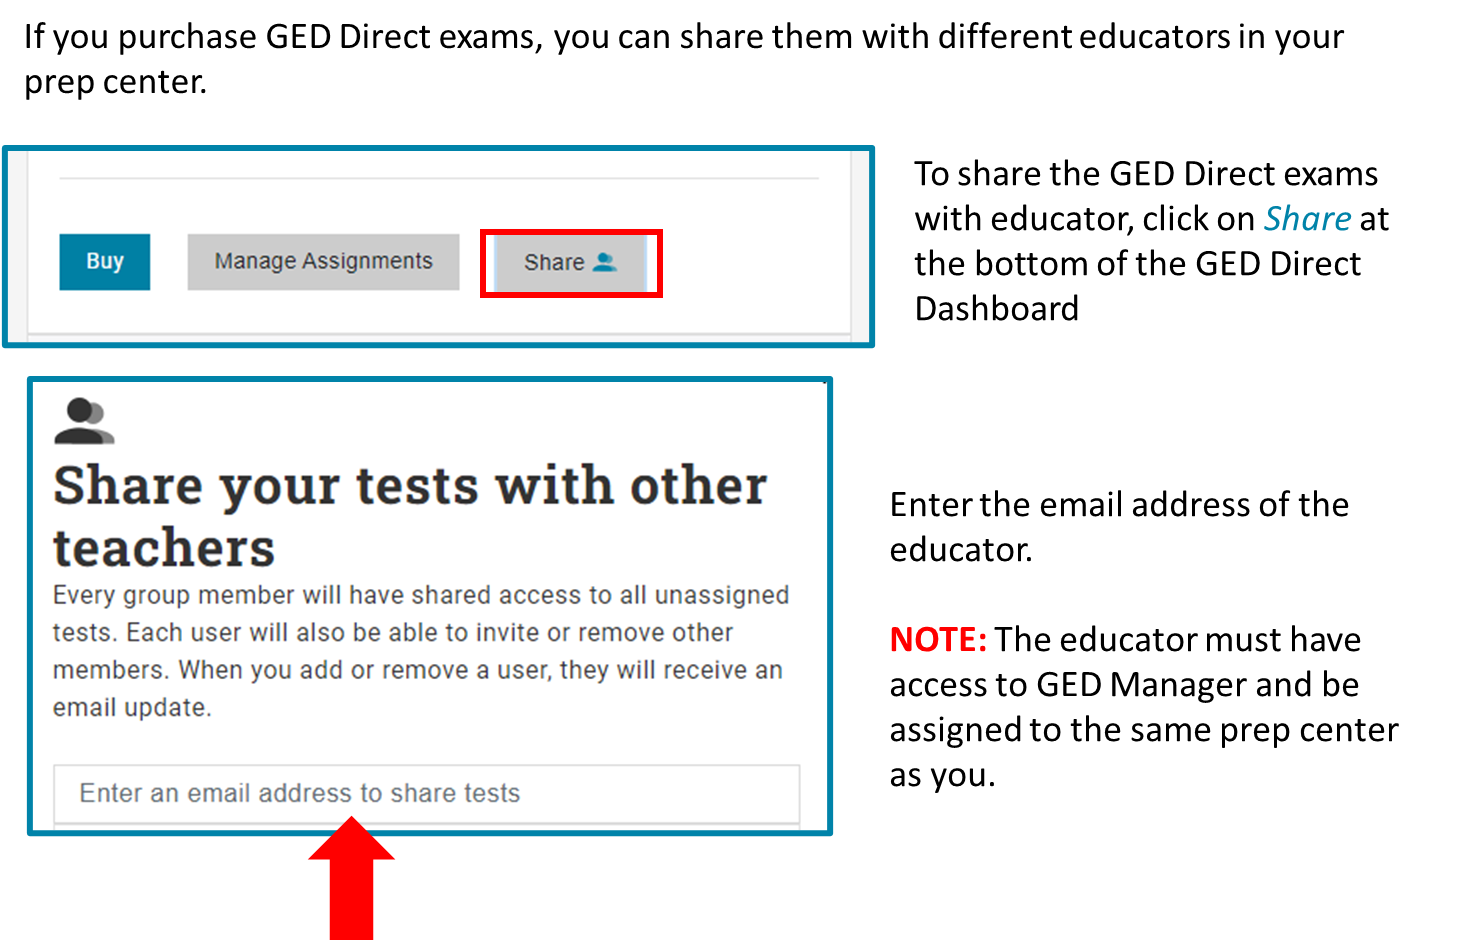 If you purchase GED Direct exams, you can share them with different educators in your
prep center.
Buy
Manage Assignments
Share
To share the GED Direct exams
with educator, click on Share at
the bottom of the GED Direct
Dashboard
Share your tests with other
teachers
Every group member will have shared access to all unassigned
tests. Each user will also be able to invite or remove other
members. When you add or remove a user, they will receive an
email update.
Enter an email address to share tests
Enter the email address of the
educator.
NOTE: The educator must have
access to GED Manager and be
assigned to the same prep center
as you.